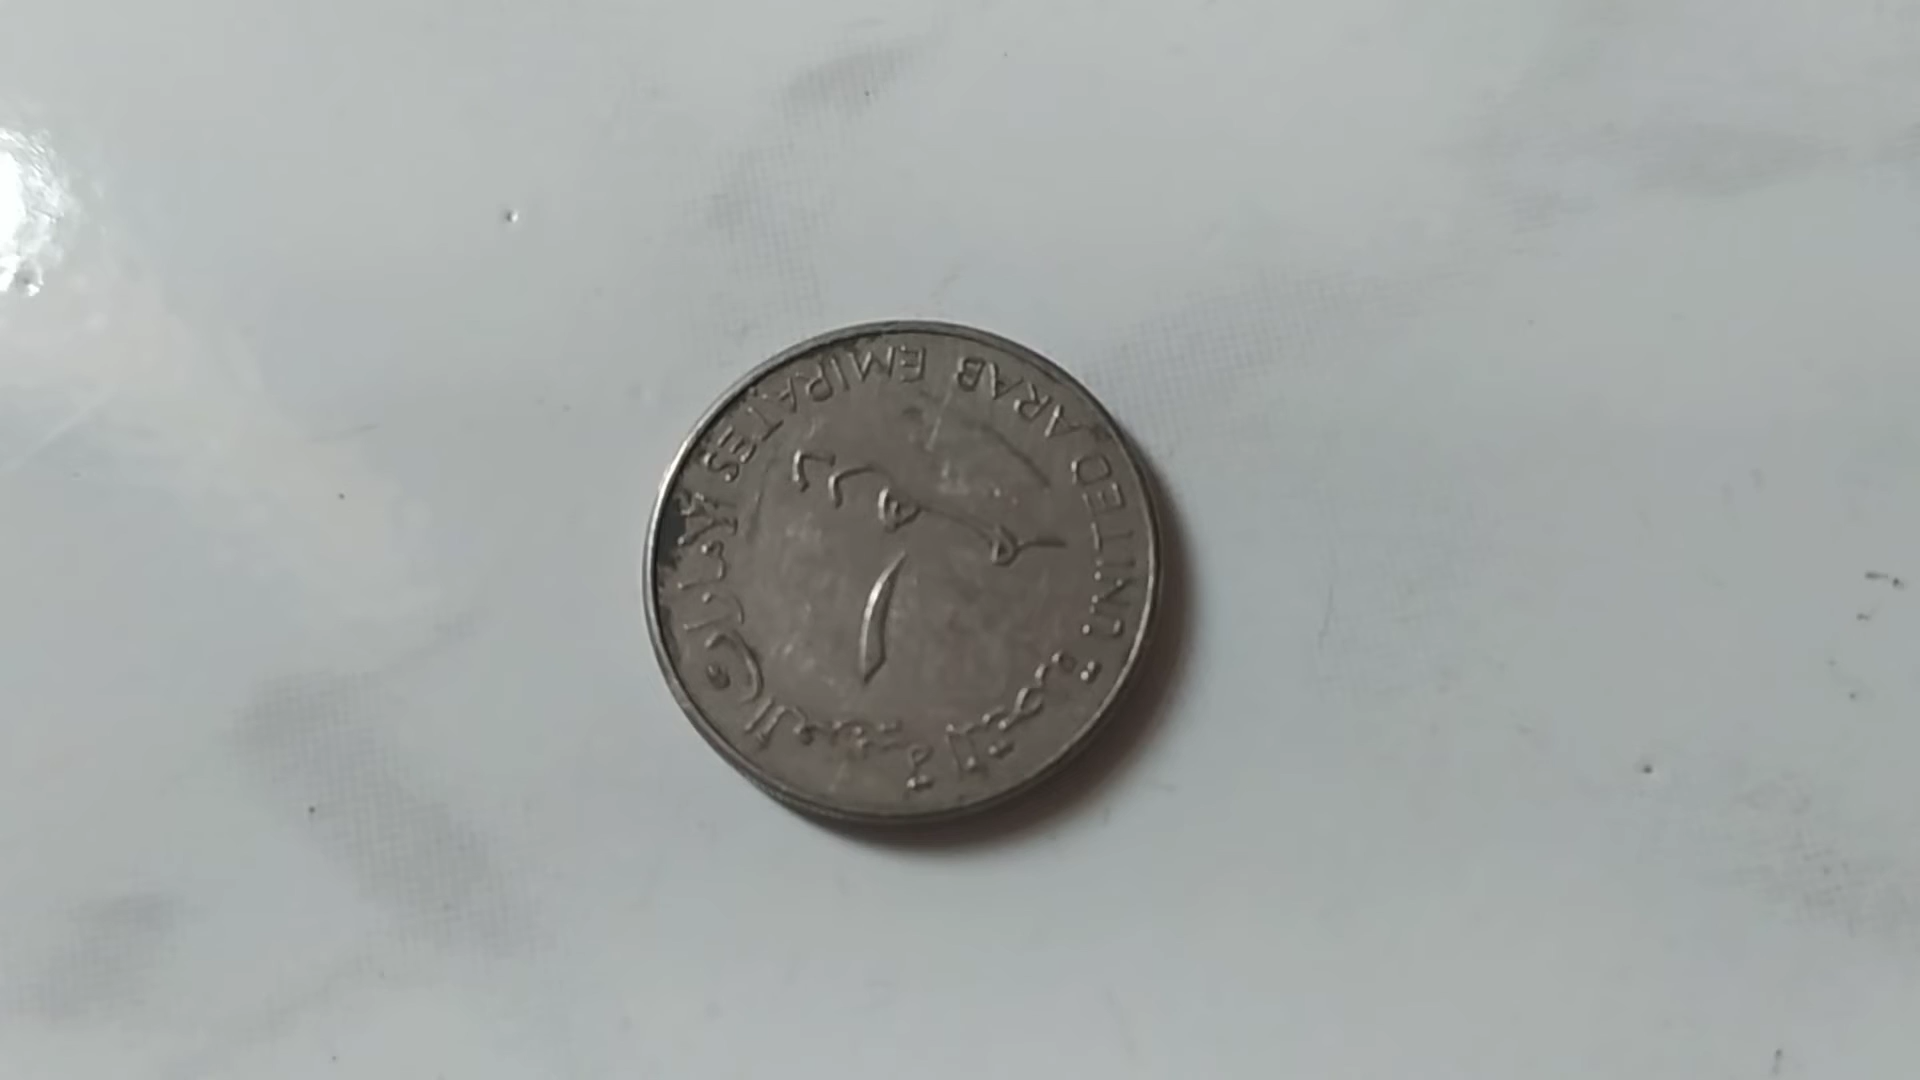 الإمارات العربية المتحدة
١
درهم
UNITED ARAB EMIRATES